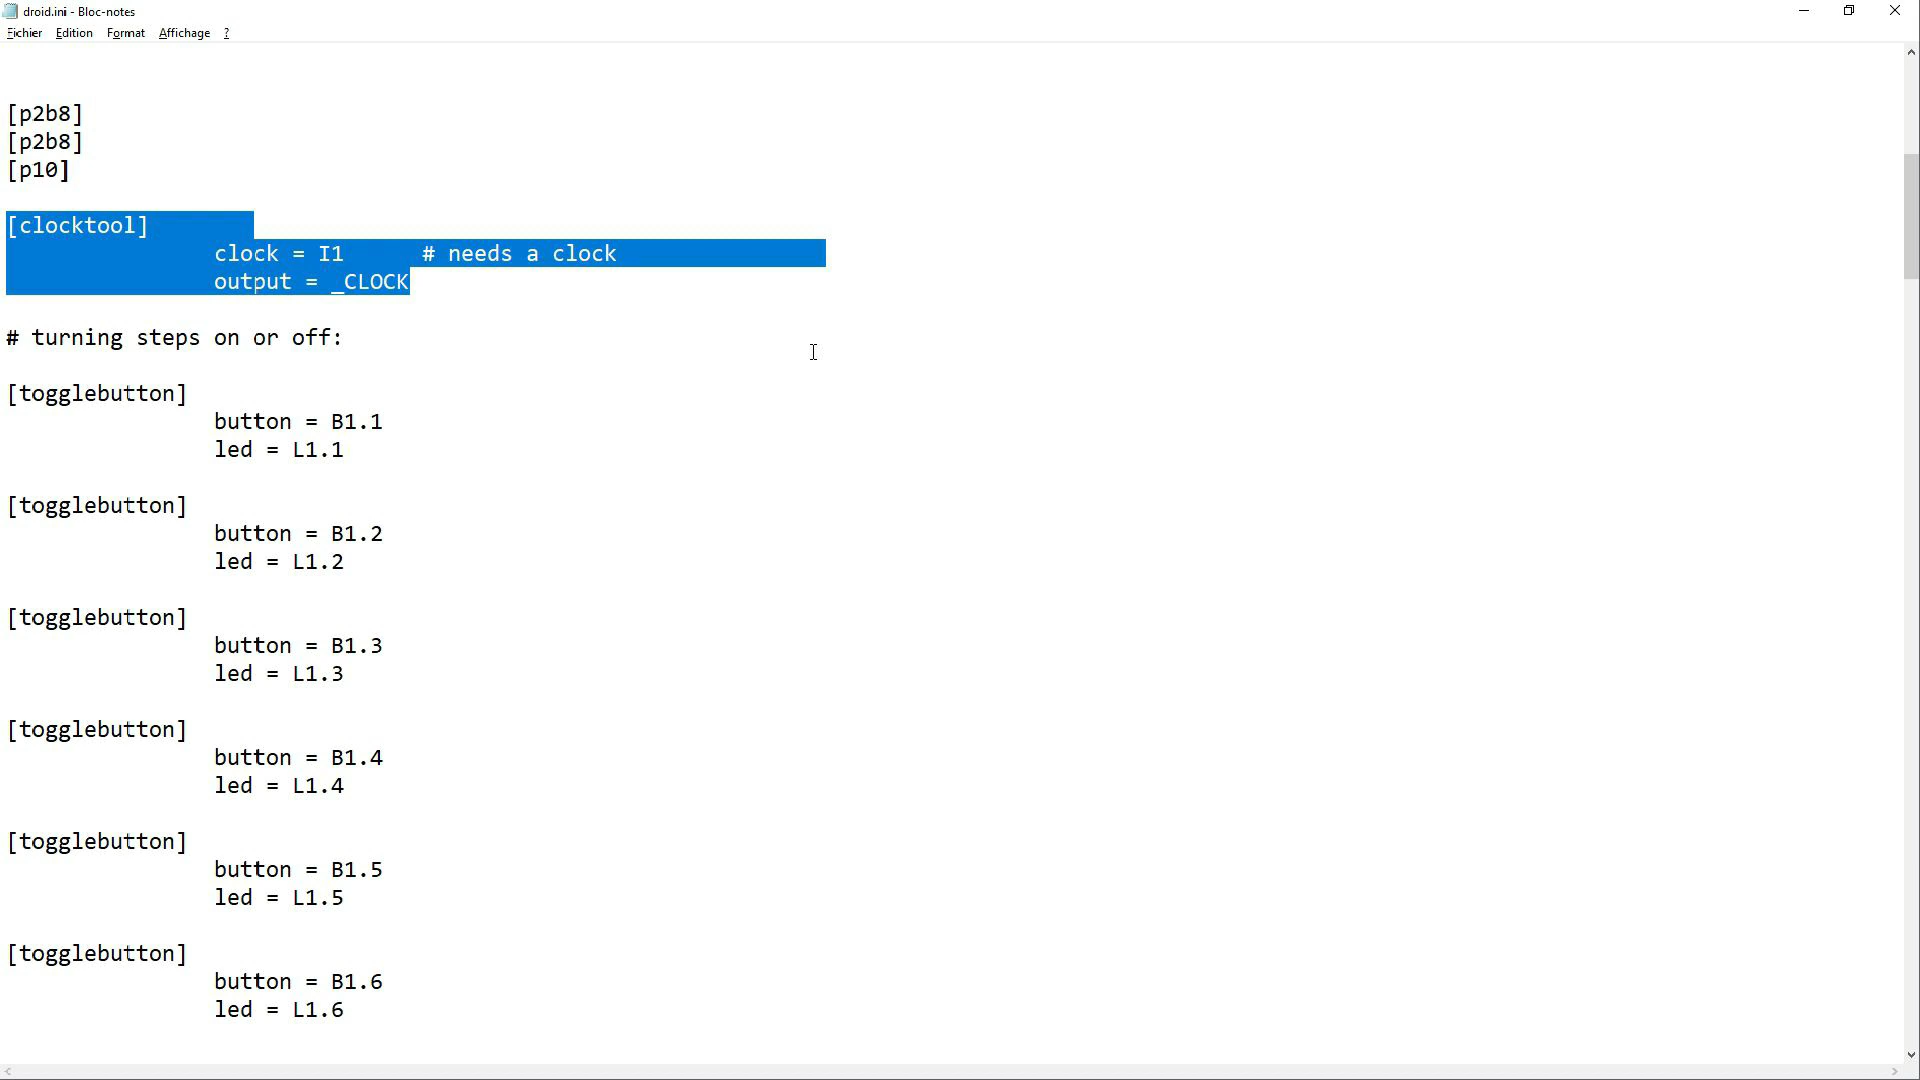 droid.ini - Bloc-notes
Fichier Edition Format Affichage ?
[p2b8]
[p2b8]
[p10]
[clocktool]
clock = I1 # needs a clock
output = _CLOCK
# turning steps on or off:
[togglebutton]
button = B1.1
led = L1.1
[togglebutton]
button = B1.2
led = L1.2
[togglebutton]
button = B1.3
led = L1.3
[togglebutton]
button = B1.4
led = L1.4
[togglebutton]
button = B1.5
led = L1.5
[togglebutton]
button = B1.6
led = L1.6